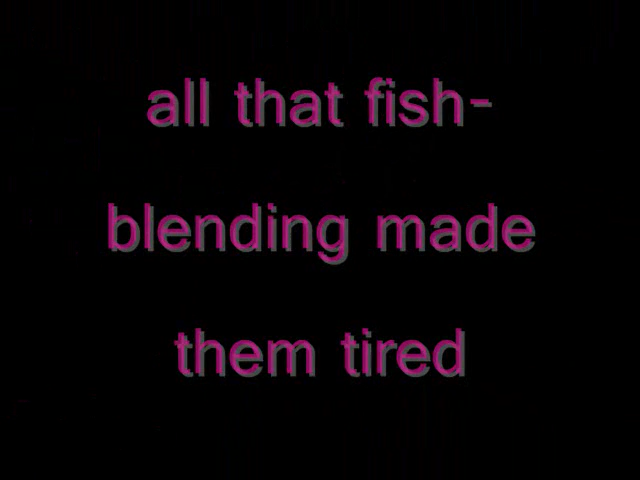 all that fish-
blending made
them tired